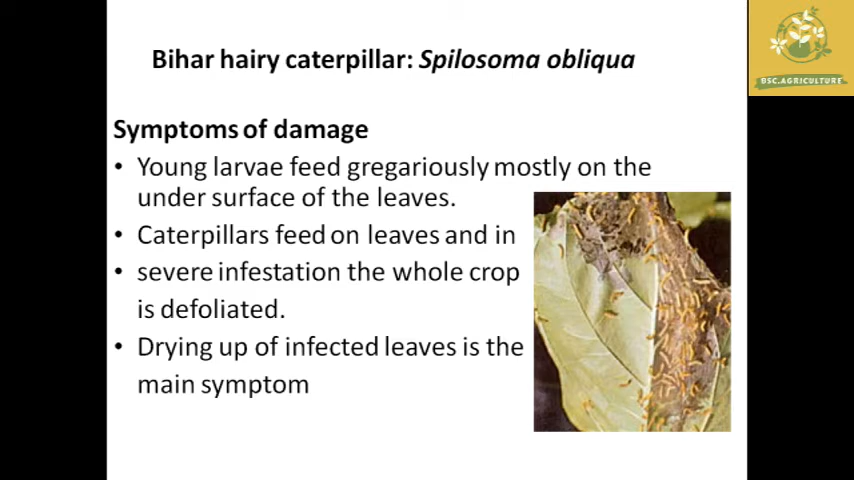 Bihar hairy caterpillar: Spilosoma obliqua
BSC.AGRICULTURE
Symptoms of damage
• Young larvae feed gregariously mostly on the
under surface of the leaves.
• Caterpillars feed on leaves and in
• severe infestation the whole crop
is defoliated.
• Drying up of infected leaves is the
main symptom